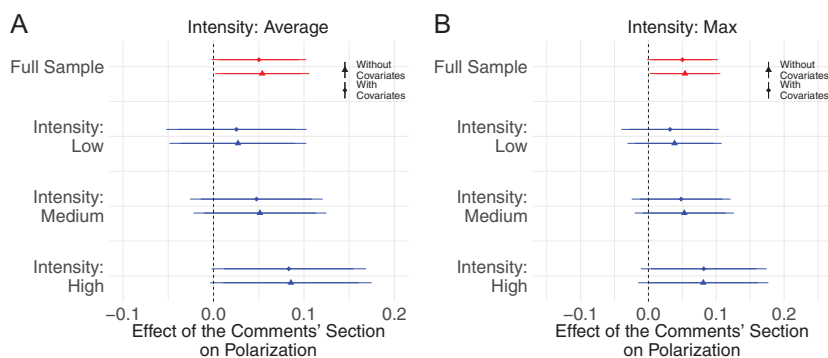 A
Intensity: Average
Full Sample
Without
Covariates
With
Covariates
Intensity:
Low
Intensity:
Medium
Intensity:
High
−0.1
0.0
0.1
0.2
Effect of the Comments' Section
on Polarization
B
Intensity: Max
Full Sample
Without
Covariates
With
Covariates
Intensity:
Low
Intensity:
Medium
Intensity:
High
−0.1
0.0
0.1
0.2
Effect of the Comments' Section
on Polarization